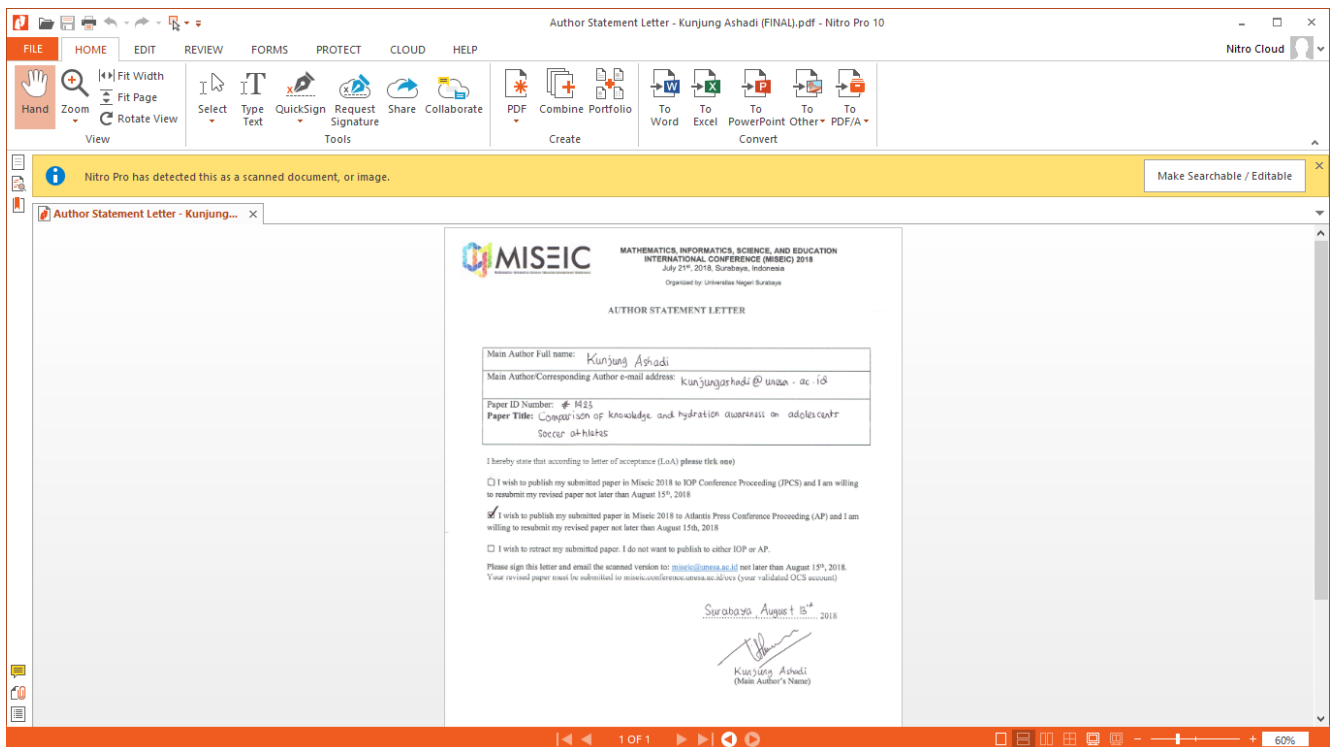 Author Statement Letter - Kunjung Ashadi (FINAL).pdf - Nitro Pro 10
FILE HOME EDIT REVIEW FORMS PROTECT CLOUD HELP
Nitro Cloud
Hand
Zoom
Fit Width
Fit Page
Rotate View
View
Select
Type Text
QuickSign
Request Signature
Share
Collaborate
Tools
PDF
Combine
Portfolio
Create
To Word
To Excel
To PowerPoint
To Other
To PDF/A
Convert
Nitro Pro has detected this as a scanned document, or image.
Make Searchable / Editable
Author Statement Letter - Kunjung...
MISEIC
MATHEMATICS, INFORMATICS, SCIENCE, AND EDUCATION
INTERNATIONAL CONFERENCE (MISEIC) 2018
July 21st, 2018, Surabaya, Indonesia
Organized by: Universitas Negeri Surabaya
AUTHOR STATEMENT LETTER
Main Author Full name: Kunjung Ashadi
Main Author/Corresponding Author e-mail address: kunjungashadi@unesa.ac.id
Paper ID Number: # 1423
Paper Title: Comparison of knowledge and hydration awareness on adolescents
Soccer athletes
I hereby state that according to letter of acceptance (LoA) please tick one)
I wish to publish my submitted paper in Miseic 2018 to IOP Conference Proceeding (JPCS) and I am willing
to resubmit my revised paper not later than August 15th, 2018
I wish to publish my submitted paper in Miseic 2018 to Atlantis Press Conference Proceeding (AP) and I am
willing to resubmit my revised paper not later than August 15th, 2018
I wish to retract my submitted paper. I do not want to publish to either IOP or AP.
Please sign this letter and email the scanned version to: miseic@unesa.ac.id not later than August 15th, 2018.
Your revised paper must be submitted to miseic.conference.unesa.ac.id/ocs (your validated OCS account)
Surabaya, August 2018
Kunjung Ashadi
(Main Author's Name)
1 OF 1
60%